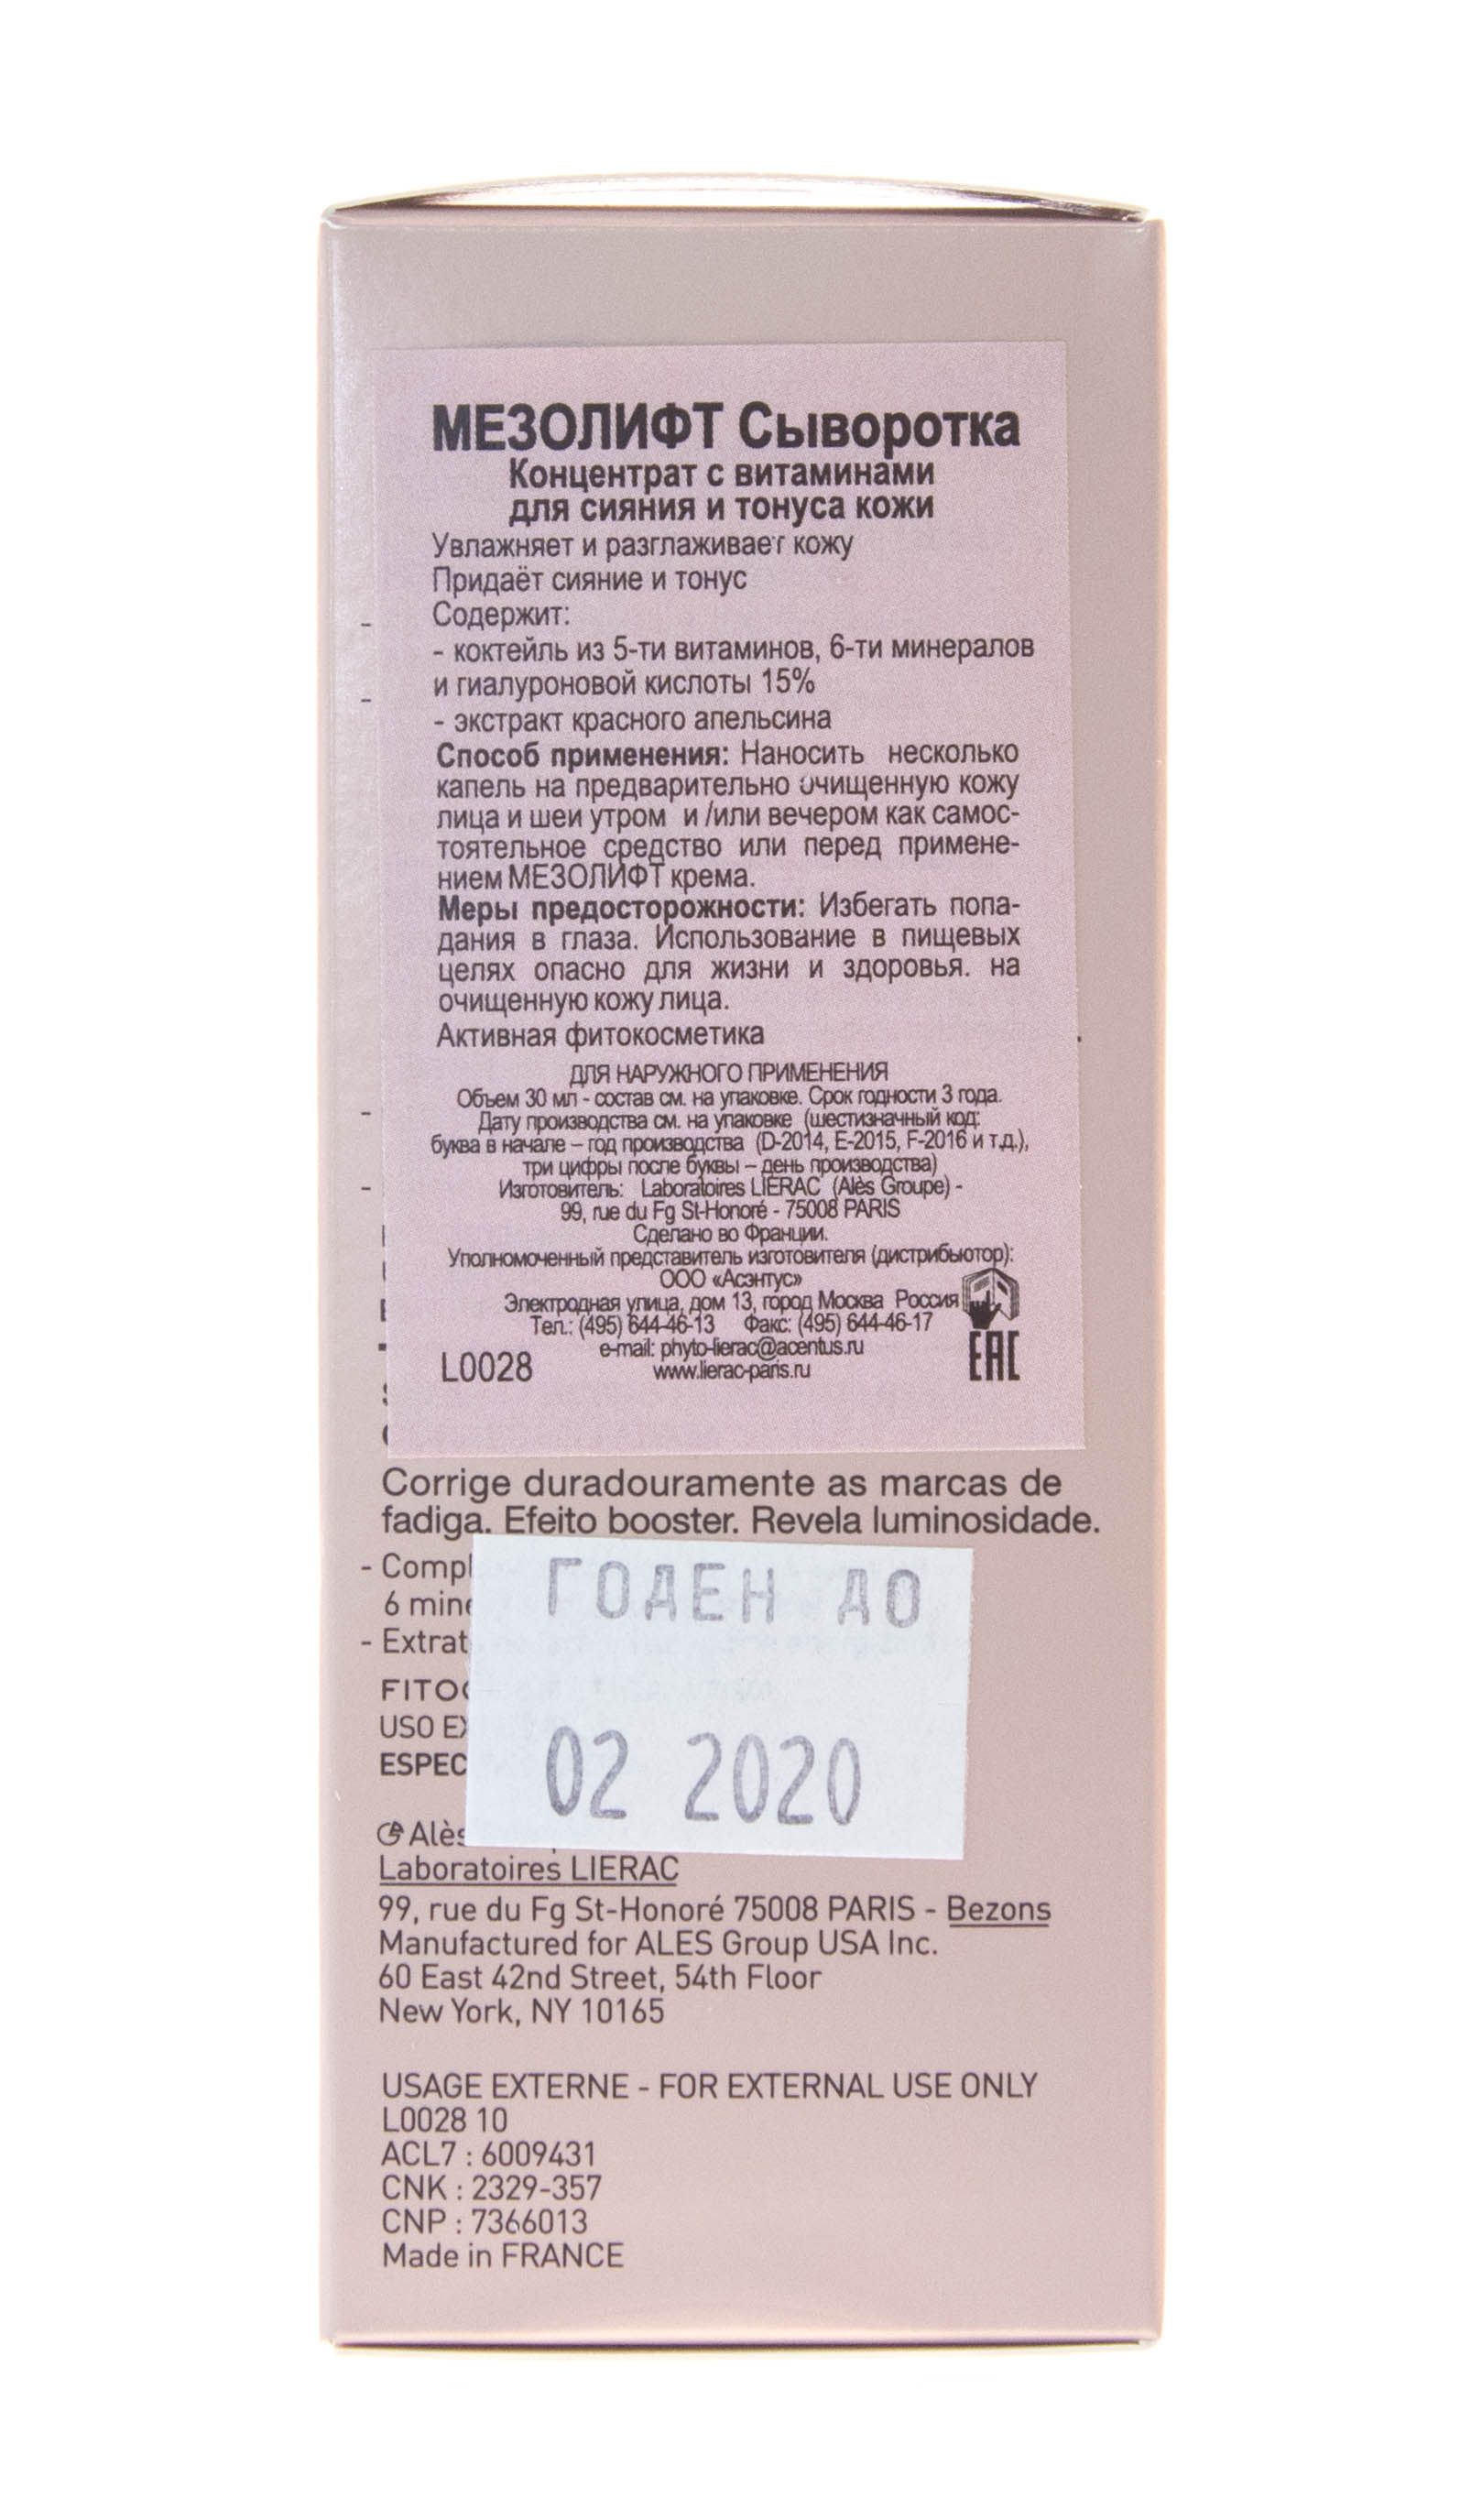 МЕЗОЛИФТ Сыворотка
Концентрат с витаминами
для сияния и тонуса кожи
Увлажняет и разглаживает кожу
Придаёт сияние и тонус
Содержит:
- коктейль из 5-ти витаминов, 6-ти минералов
и гиалуроновой кислоты 15%
- экстракт красного апельсина
Способ применения: Наносить несколько
капель на предварительно очищенную кожу
лица и шеи утром и /или вечером как самос-
тоятельное средство или перед примене-
нием МЕЗОЛИФТ крема.
Меры предосторожности: Избегать попа-
дания в глаза. Использование в пищевых
целях опасно для жизни и здоровья. на
очищенную кожу лица.
Активная фитокосметика
ДЛЯ НАРУЖНОГО ПРИМЕНЕНИЯ
Объем 30 мл - состав см. на упаковке. Срок годности 3 года.
Дату производства см. на упаковке (шестизначный код:
буква в начале – год производства (D-2014, E-2015, F-2016 и т.д.),
три цифры после буквы – день производства)
Изготовитель: Laboratoires LIERAC (Alès Groupe) -
99, rue du Fg St-Honoré - 75008 PARIS
Сделано во Франции.
Уполномоченный представитель изготовителя (дистрибьютор):
ООО «Асэнтус»
Электродная улица, дом 13, город Москва Россия
Тел.: (495) 644-46-13 Факс: (495) 644-46-17
e-mail: phyto-lierac@acentus.ru
www.lierac-paris.ru
L0028
EAC
Corrige duradouramente as marcas de
fadiga. Efeito booster. Revela luminosidade.
- Compl
6 mine
- Extrat
FITO
USO EX
ESPEC
ГОДЕН ДО
02 2020
Alès
Laboratoires LIERAC
99, rue du Fg St-Honoré 75008 PARIS - Bezons
Manufactured for ALES Group USA Inc.
60 East 42nd Street, 54th Floor
New York, NY 10165
USAGE EXTERNE - FOR EXTERNAL USE ONLY
L0028 10
ACL7 : 6009431
CNK : 2329-357
CNP : 7366013
Made in FRANCE